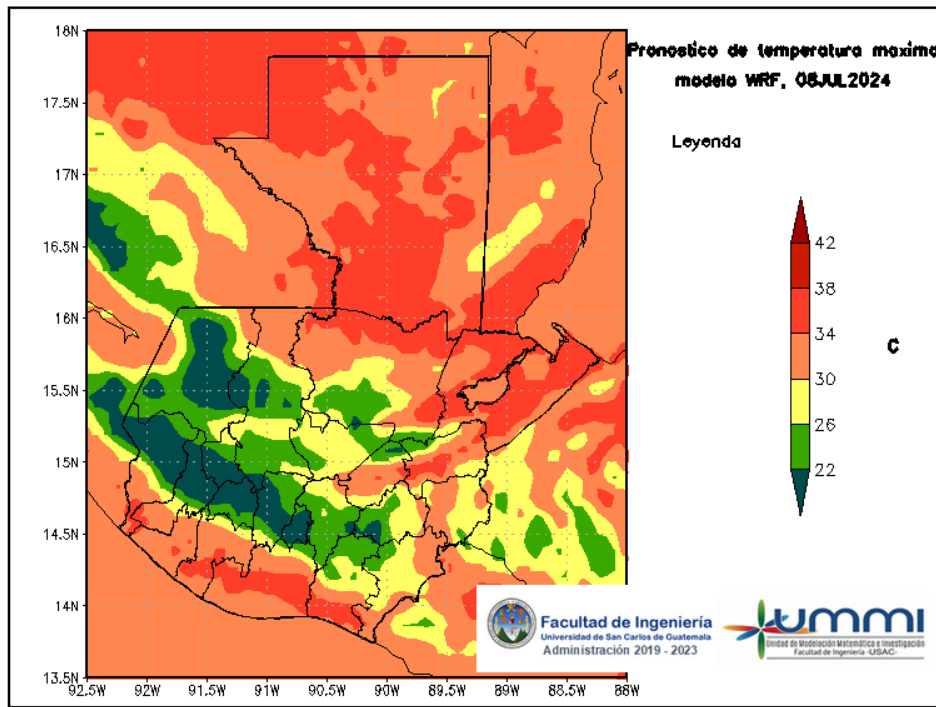 Pronostico de temperatura maxima
modelo WRF, 08JUL2024
Leyenda
42
38
34
30
26
22
C
18N
17.5N
17N
16.5N
16N
15.5N
15N
14.5N
14N
13.5N
92.5W
92W
91.5W
91W
90.5W
90W
89.5W
89W
88.5W
88W
Facultad de Ingeniería
Universidad de San Carlos de Guatemala
Administración 2019 - 2023
UMMI
Unidad de Modelación Matemática e Investigación
Facultad de Ingeniería -USAC-